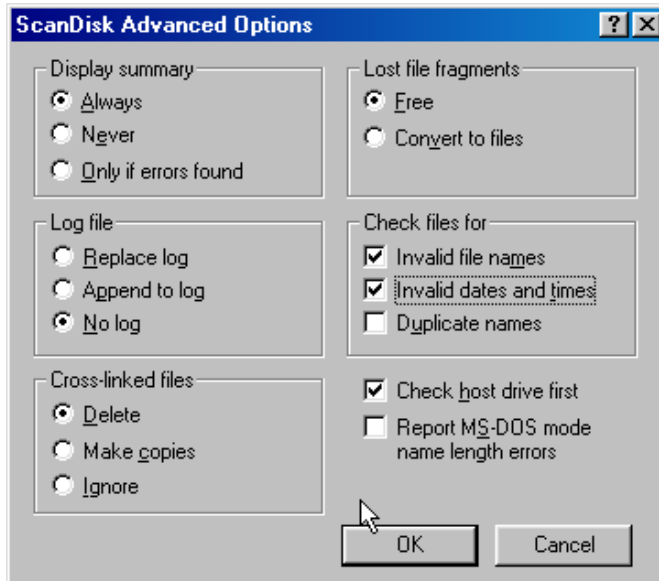 ScanDisk Advanced Options
Display summary
Always
Never
Only if errors found
Lost file fragments
Free
Convert to files
Log file
Replace log
Append to log
No log
Check files for
Invalid file names
Invalid dates and times
Duplicate names
Cross-linked files
Delete
Make copies
Ignore
Check host drive first
Report MS-DOS mode
name length errors
OK
Cancel